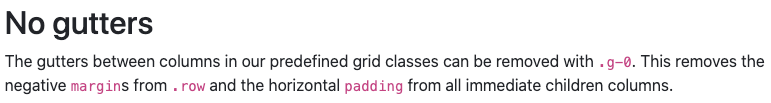 No gutters
The gutters between columns in our predefined grid classes can be removed with .g-0. This removes the
negative margins from .row and the horizontal padding from all immediate children columns.